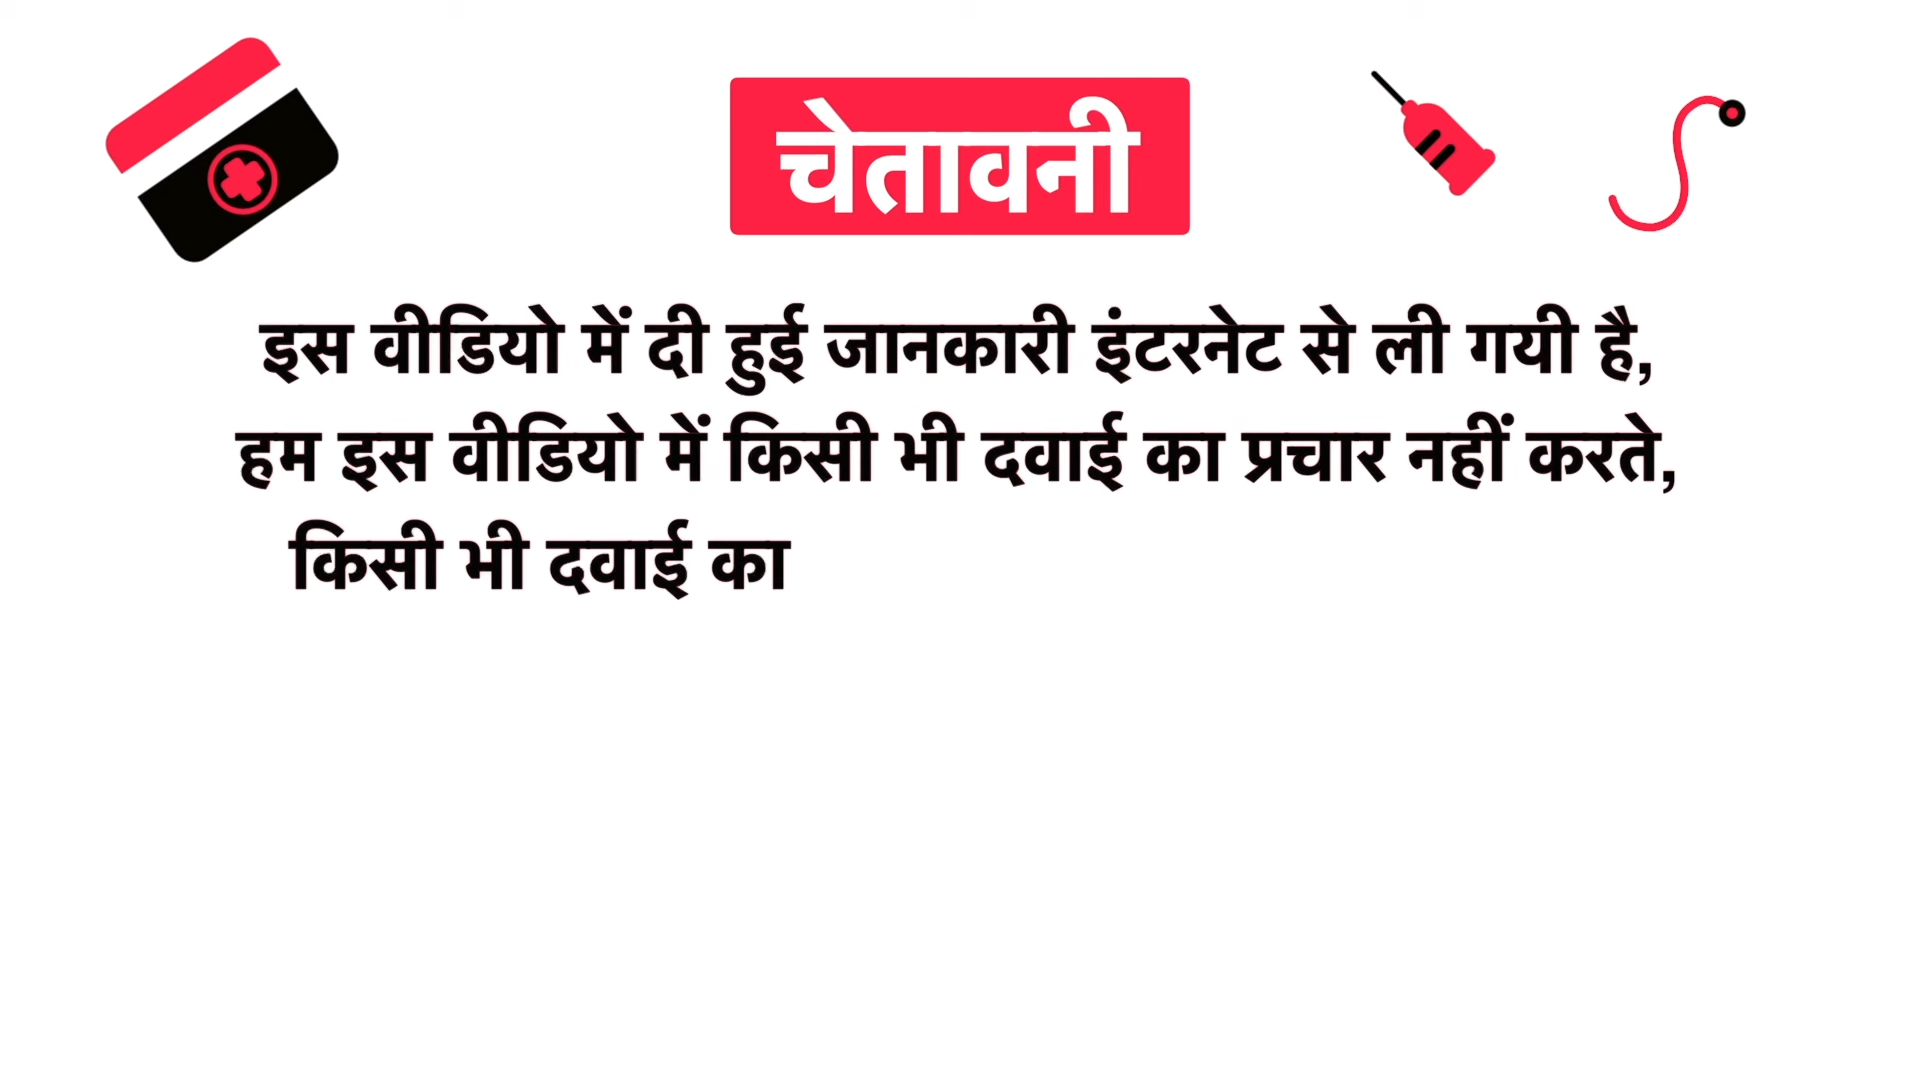 चेतावनी
इस वीडियो में दी हुई जानकारी इंटरनेट से ली गयी है,
हम इस वीडियो में किसी भी दवाई का प्रचार नहीं करते,
किसी भी दवाई का